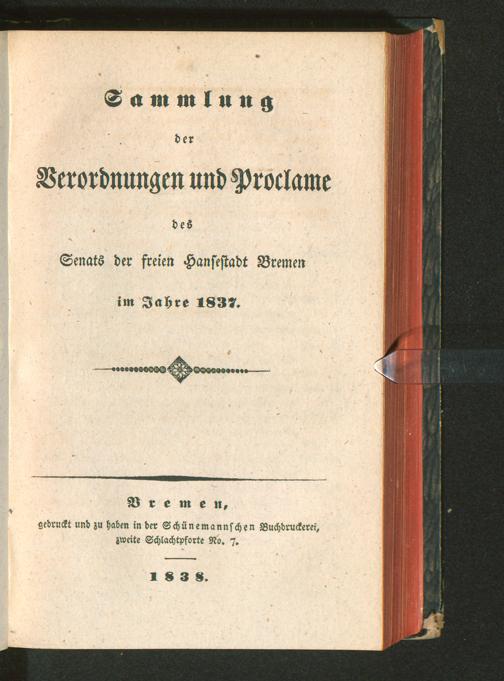 Sammlung
der
Verordnungen und Proclame
des
Senats der freien Hansestadt Bremen
im Jahre 1837.
Bremen,
gedruckt und zu haben in der Schünemannschen Buchdruckerei,
zweite Schlachtpforte No. 7.
1838.